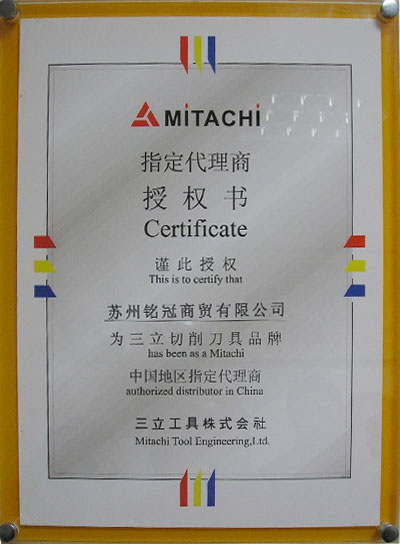 MiTACHi
指定代理商
授权书
Certificate
谨此授权
This is to certify that
苏州铭冠商贸有限公司
为三立切削刀具品牌
has been as a Mitachi
中国地区指定代理商
authorized distributor in China
三立工具株式会社
Mitachi Tool Engineering,Ltd.